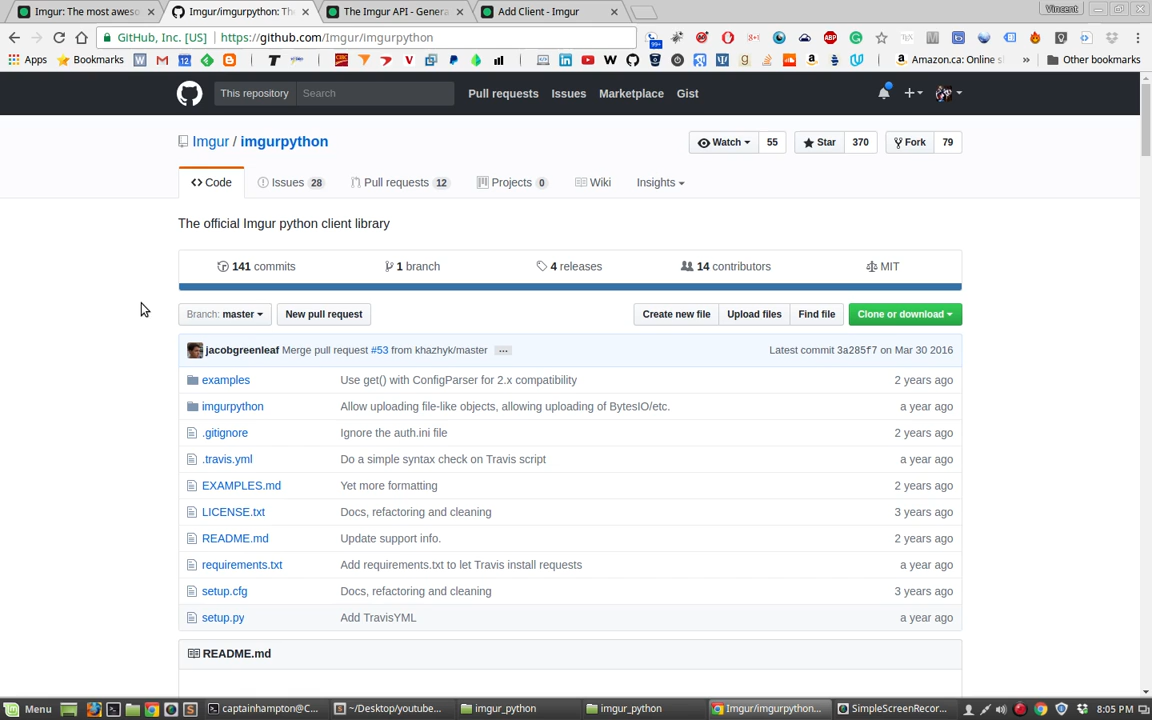 Imgur: The most aweso
Imgur/imgurpython: The
The Imgur API - Genera
Add Client - Imgur
Vincent
GitHub, Inc. [US]
https://github.com/Imgur/imgurpython
99+
ABP
Apps
Bookmarks
Amazon.ca: Online s
»
Other bookmarks
This repository
Search
Pull requests
Issues
Marketplace
Gist
Imgur / imgurpython
Watch
55
Star
370
Fork
79
Code
Issues 28
Pull requests 12
Projects 0
Wiki
Insights
The official Imgur python client library
141 commits
1 branch
4 releases
14 contributors
MIT
Branch: master
New pull request
Create new file
Upload files
Find file
Clone or download
jacobgreenleaf Merge pull request #53 from khazhyk/master ...
Latest commit 3a285f7 on Mar 30 2016
examples
Use get() with ConfigParser for 2.x compatibility
2 years ago
imgurpython
Allow uploading file-like objects, allowing uploading of BytesIO/etc.
a year ago
.gitignore
Ignore the auth.ini file
2 years ago
.travis.yml
Do a simple syntax check on Travis script
a year ago
EXAMPLES.md
Yet more formatting
2 years ago
LICENSE.txt
Docs, refactoring and cleaning
3 years ago
README.md
Update support info.
2 years ago
requirements.txt
Add requirements.txt to let Travis install requests
a year ago
setup.cfg
Docs, refactoring and cleaning
3 years ago
setup.py
Add TravisYML
a year ago
README.md
Menu
captainhampton@C...
~/Desktop/youtube...
imgur_python
imgur_python
Imgur/imgurpython...
SimpleScreenRecor...
8:05 PM